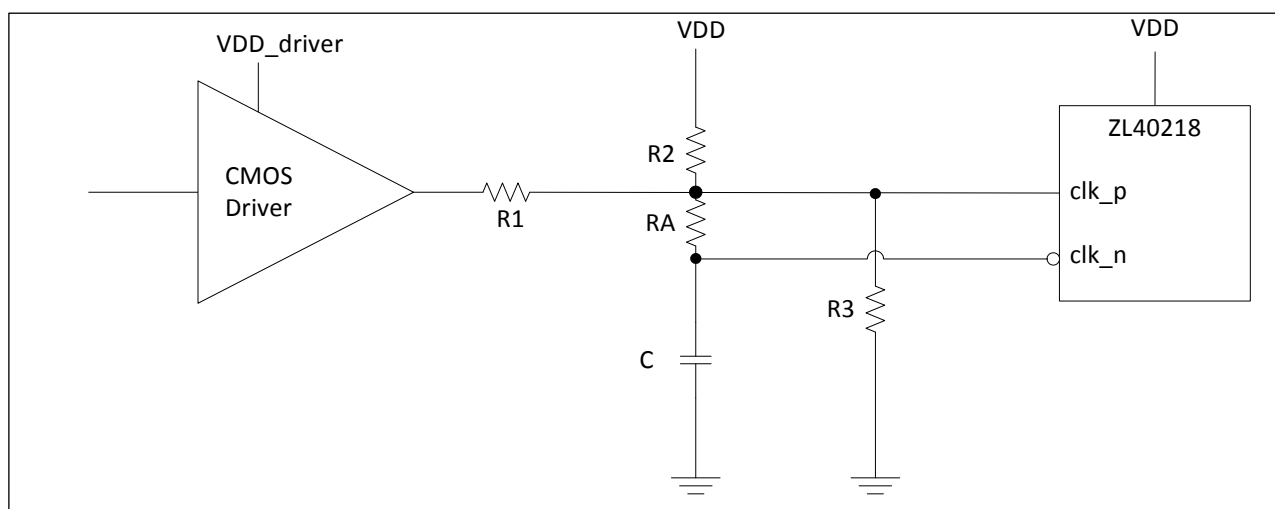 VDD_driver
VDD
VDD
ZL40218
R2
CMOS
Driver
clk_p
R1
RA
clk_n
R3
C